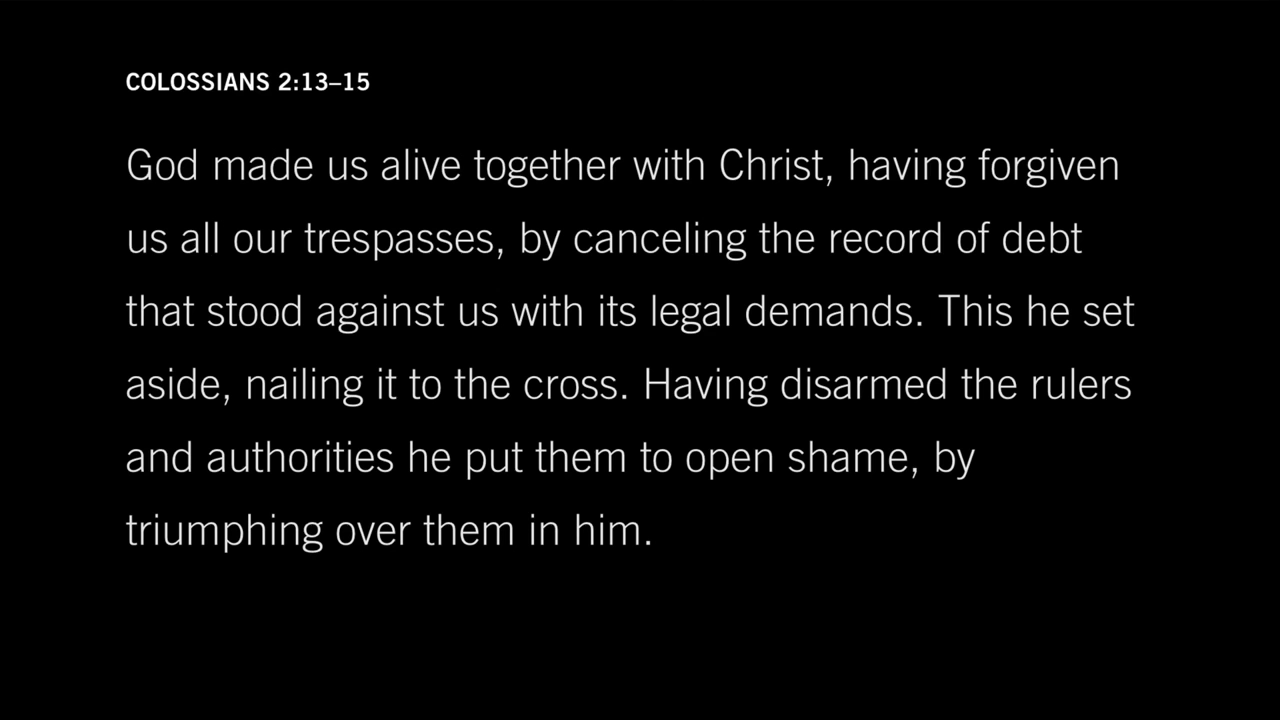 COLOSSIANS 2:13–15
God made us alive together with Christ, having forgiven
us all our trespasses, by canceling the record of debt
that stood against us with its legal demands. This he set
aside, nailing it to the cross. Having disarmed the rulers
and authorities he put them to open shame, by
triumphing over them in him.